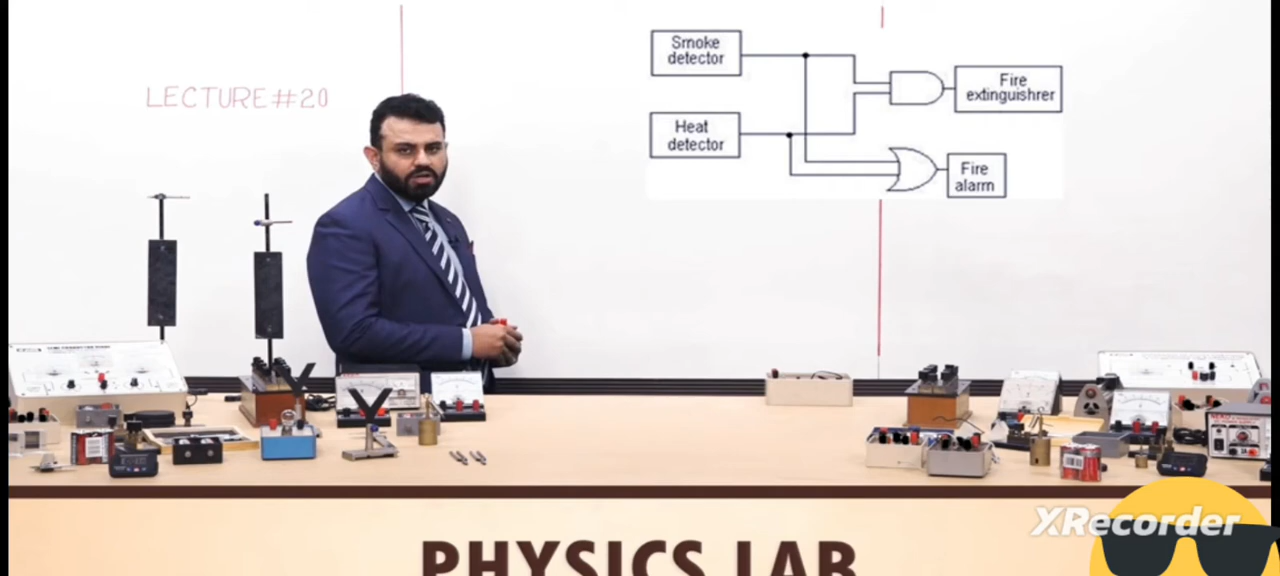 LECTURE#20
Smoke
detector
Heat
detector
Fire
extinguishrer
Fire
alarm
PHYSICS LAB
XRecorder